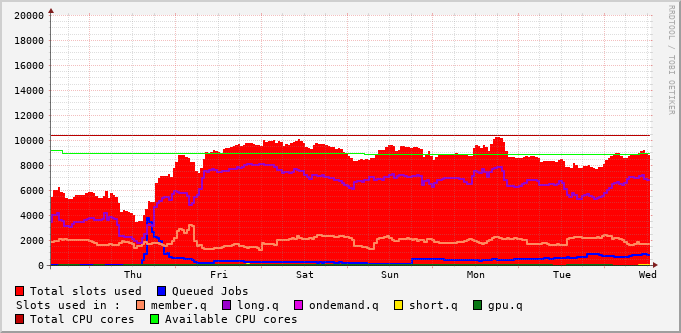 20000
18000
16000
14000
12000
10000
8000
6000
4000
2000
0
Thu Fri Sat Sun Mon Tue Wed
RRDTOOL / TOBI OETIKER
Total slots used Queued Jobs
Slots used in : member.q long.q ondemand.q short.q gpu.q
Total CPU cores Available CPU cores